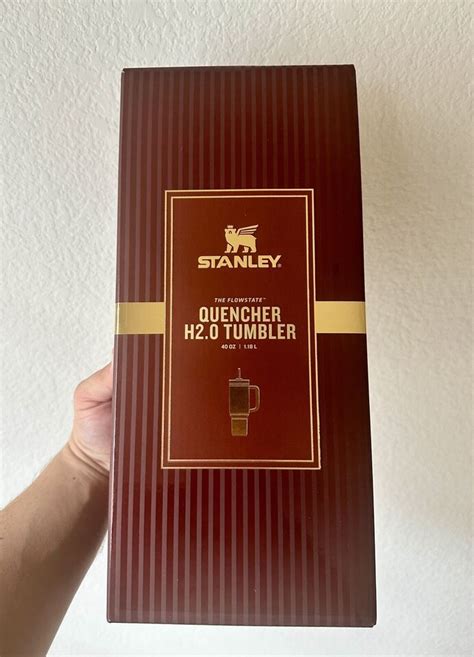 STANLEY®
THE FLOWSTATE™
QUENCHER
H2.0 TUMBLER
40 OZ | 1.18 L